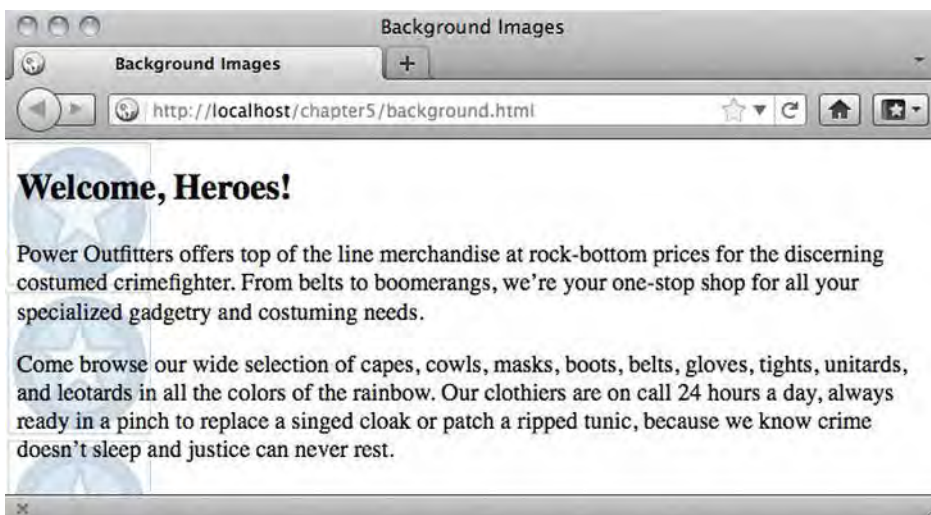 Background Images
Background Images
http://localhost/chapter5/background.html
Welcome, Heroes!
Power Outfitters offers top of the line merchandise at rock-bottom prices for the discerning
costumed crimefighter. From belts to boomerangs, we’re your one-stop shop for all your
specialized gadgetry and costuming needs.
Come browse our wide selection of capes, cowls, masks, boots, belts, gloves, tights, unitards,
and leotards in all the colors of the rainbow. Our clothiers are on call 24 hours a day, always
ready in a pinch to replace a singed cloak or patch a ripped tunic, because we know crime
doesn’t sleep and justice can never rest.